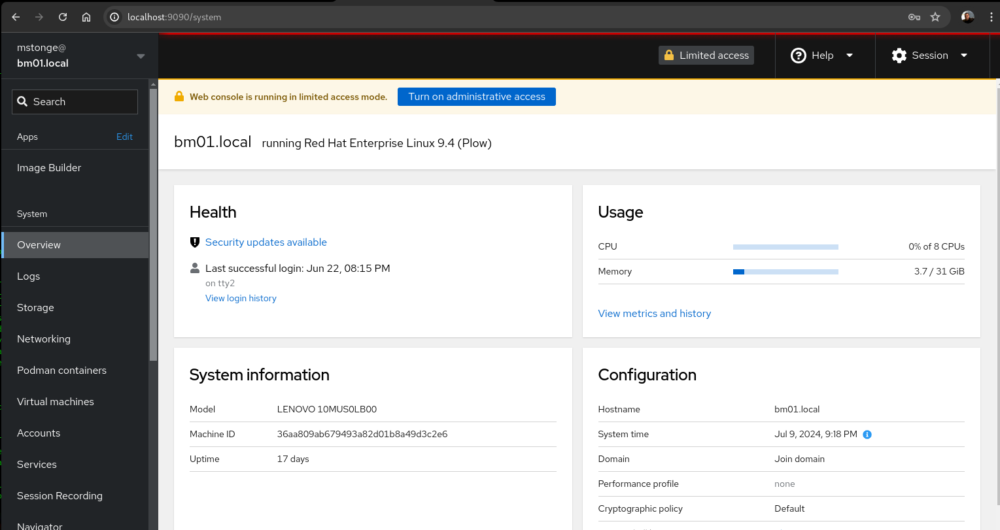 localhost:9090/system
mstonge@
bm01.local
Limited access
Help
Session
Search
Web console is running in limited access mode.
Turn on administrative access
Apps
Edit
bm01.local running Red Hat Enterprise Linux 9.4 (Plow)
Image Builder
System
Overview
Logs
Storage
Networking
Podman containers
Virtual machines
Accounts
Services
Session Recording
Navigator
Health
Security updates available
Last successful login: Jun 22, 08:15 PM
on tty2
View login history
Usage
CPU 0% of 8 CPUs
Memory 3.7 / 31 GiB
View metrics and history
System information
Model LENOVO 10MUS0LB00
Machine ID 36aa809ab679493a82d01b8a49d3c2e6
Uptime 17 days
Configuration
Hostname bm01.local
System time Jul 9, 2024, 9:18 PM
Domain Join domain
Performance profile none
Cryptographic policy Default